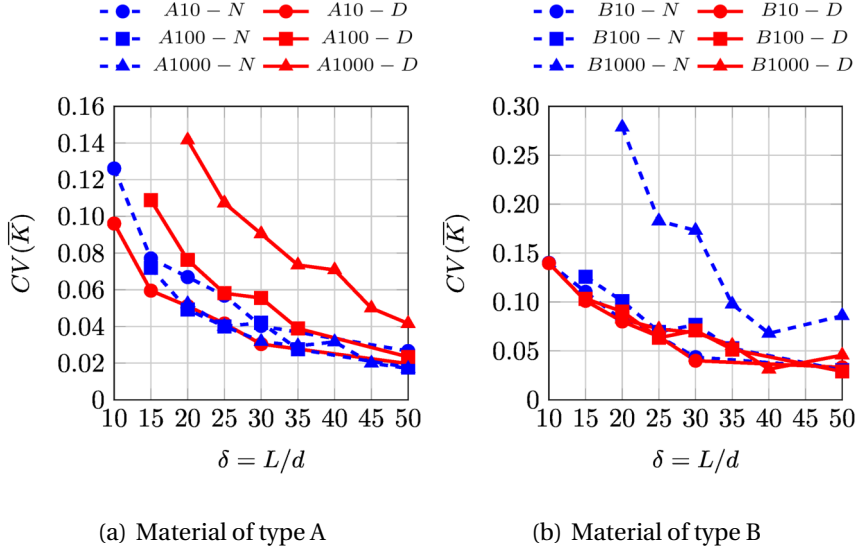 A10 − N A10 − D
A100 − N A100 − D
A1000 − N A1000 − D
0.16
0.14
0.12
0.10
0.08
0.06
0.04
0.02
0
CV(K̅)
10 15 20 25 30 35 40 45 50
δ = L/d
(a) Material of type A
B10 − N B10 − D
B100 − N B100 − D
B1000 − N B1000 − D
0.30
0.25
0.20
0.15
0.10
0.05
0
CV(K̅)
10 15 20 25 30 35 40 45 50
δ = L/d
(b) Material of type B